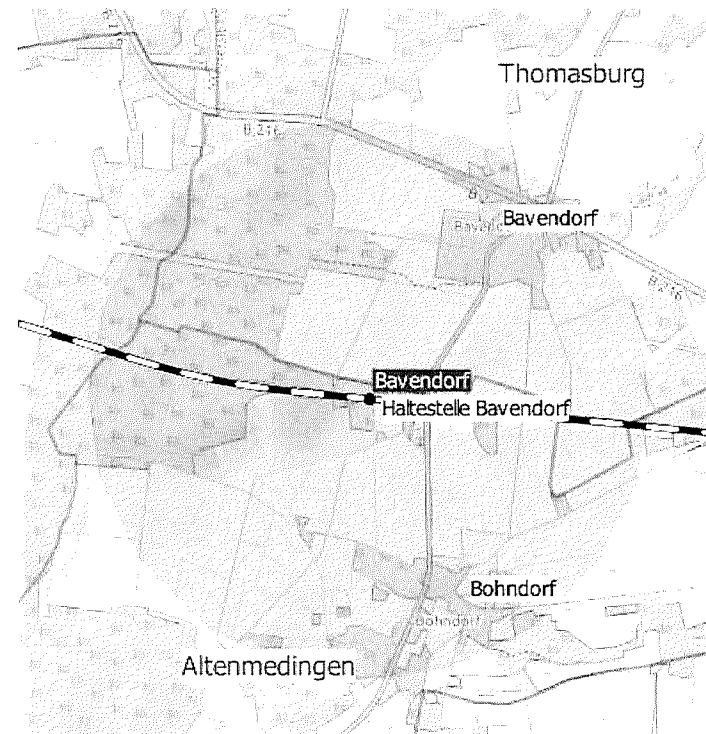 Thomasburg
B 216
Bavendorf
B 216
Bavendorf
Haltestelle Bavendorf
Bohndorf
Bohndorf
Altenmedingen